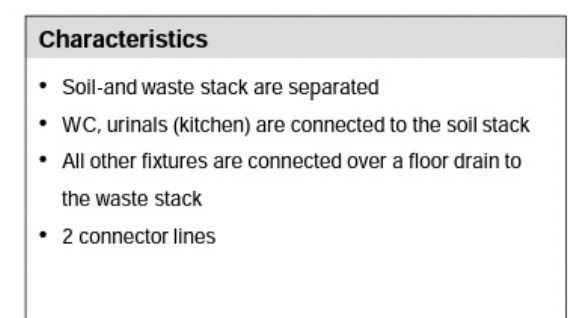 Characteristics
• Soil-and waste stack are separated
• WC, urinals (kitchen) are connected to the soil stack
• All other fixtures are connected over a floor drain to
the waste stack
• 2 connector lines